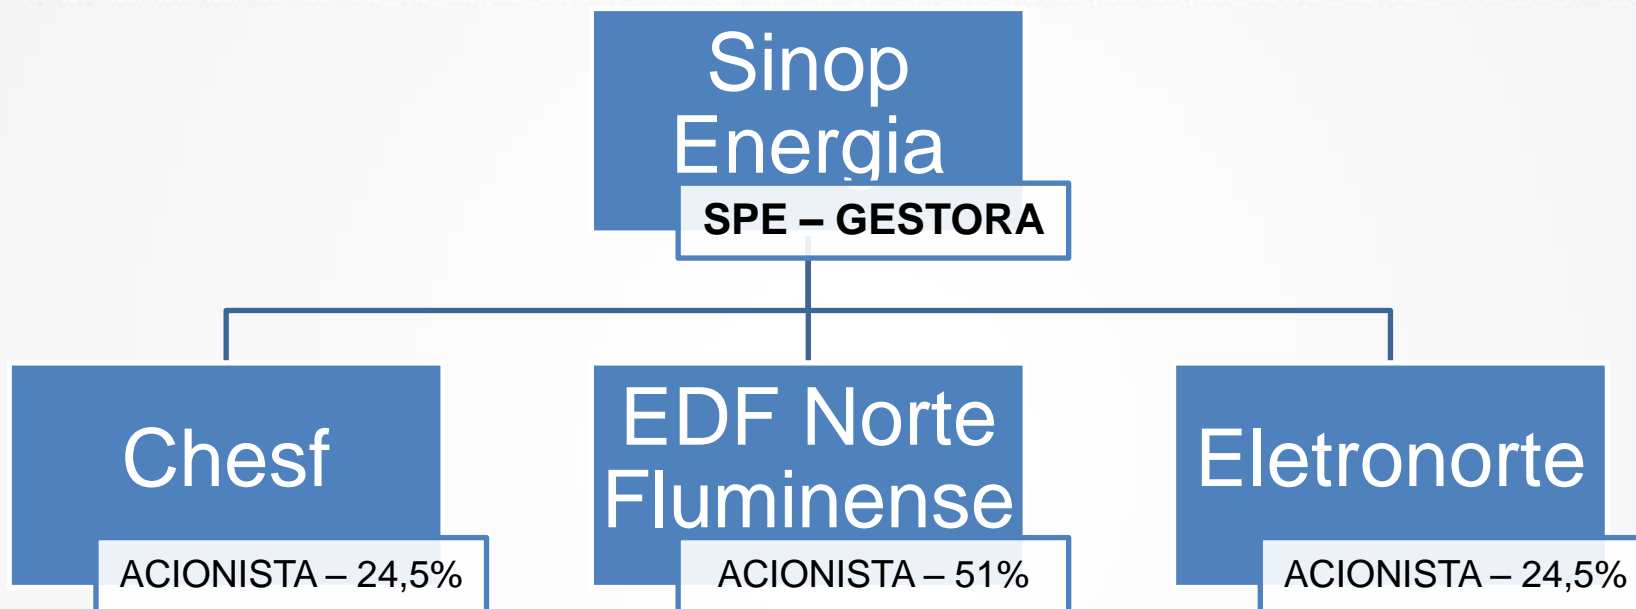 Sinop
Energia
SPE – GESTORA
Chesf
ACIONISTA – 24,5%
EDF Norte
Fluminense
ACIONISTA – 51%
Eletronorte
ACIONISTA – 24,5%